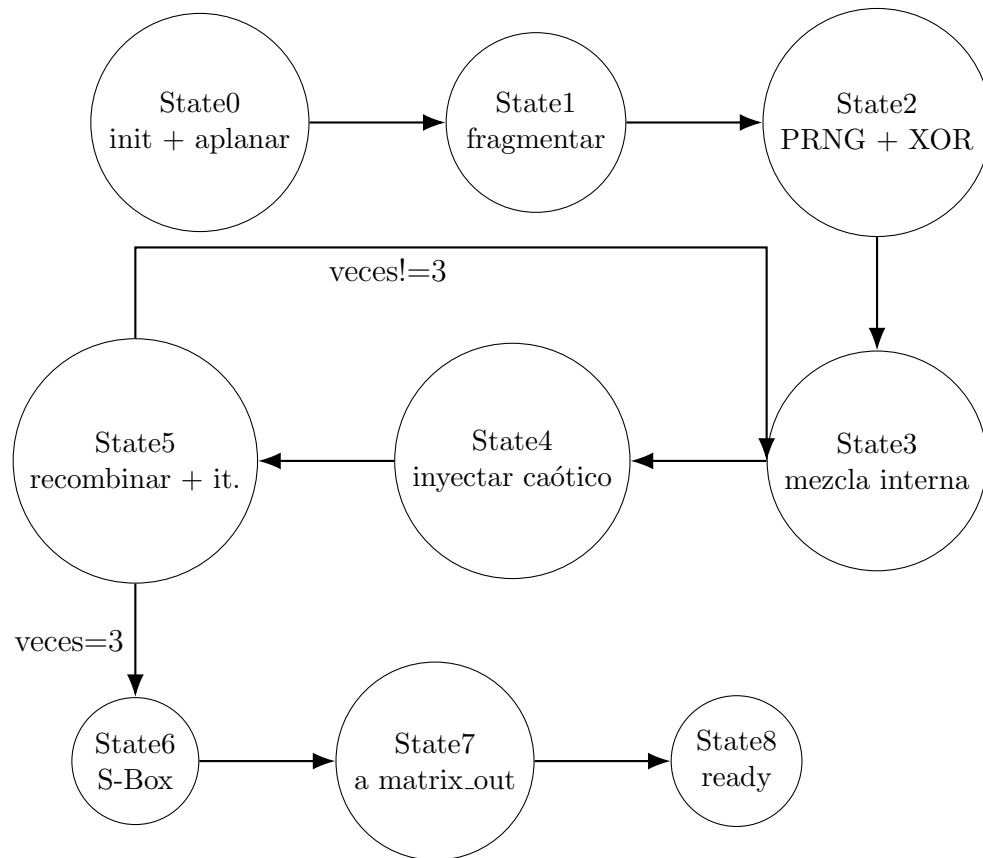 State0
init + aplanar
State1
fragmentar
State2
PRNG + XOR
veces!=3
State5
recombinar + it.
State4
inyectar caótico
State3
mezcla interna
veces=3
State6
S-Box
State7
a matrix_out
State8
ready